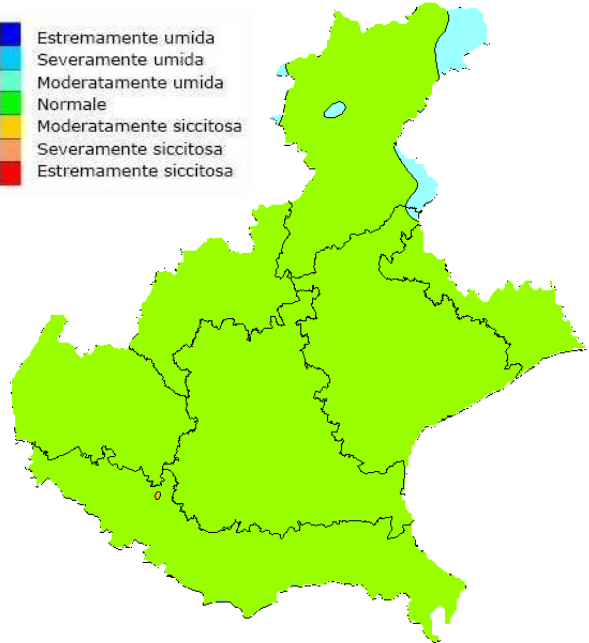 Estremamente umida
Severamente umida
Moderatamente umida
Normale
Moderatamente siccitosa
Severamente siccitosa
Estremamente siccitosa